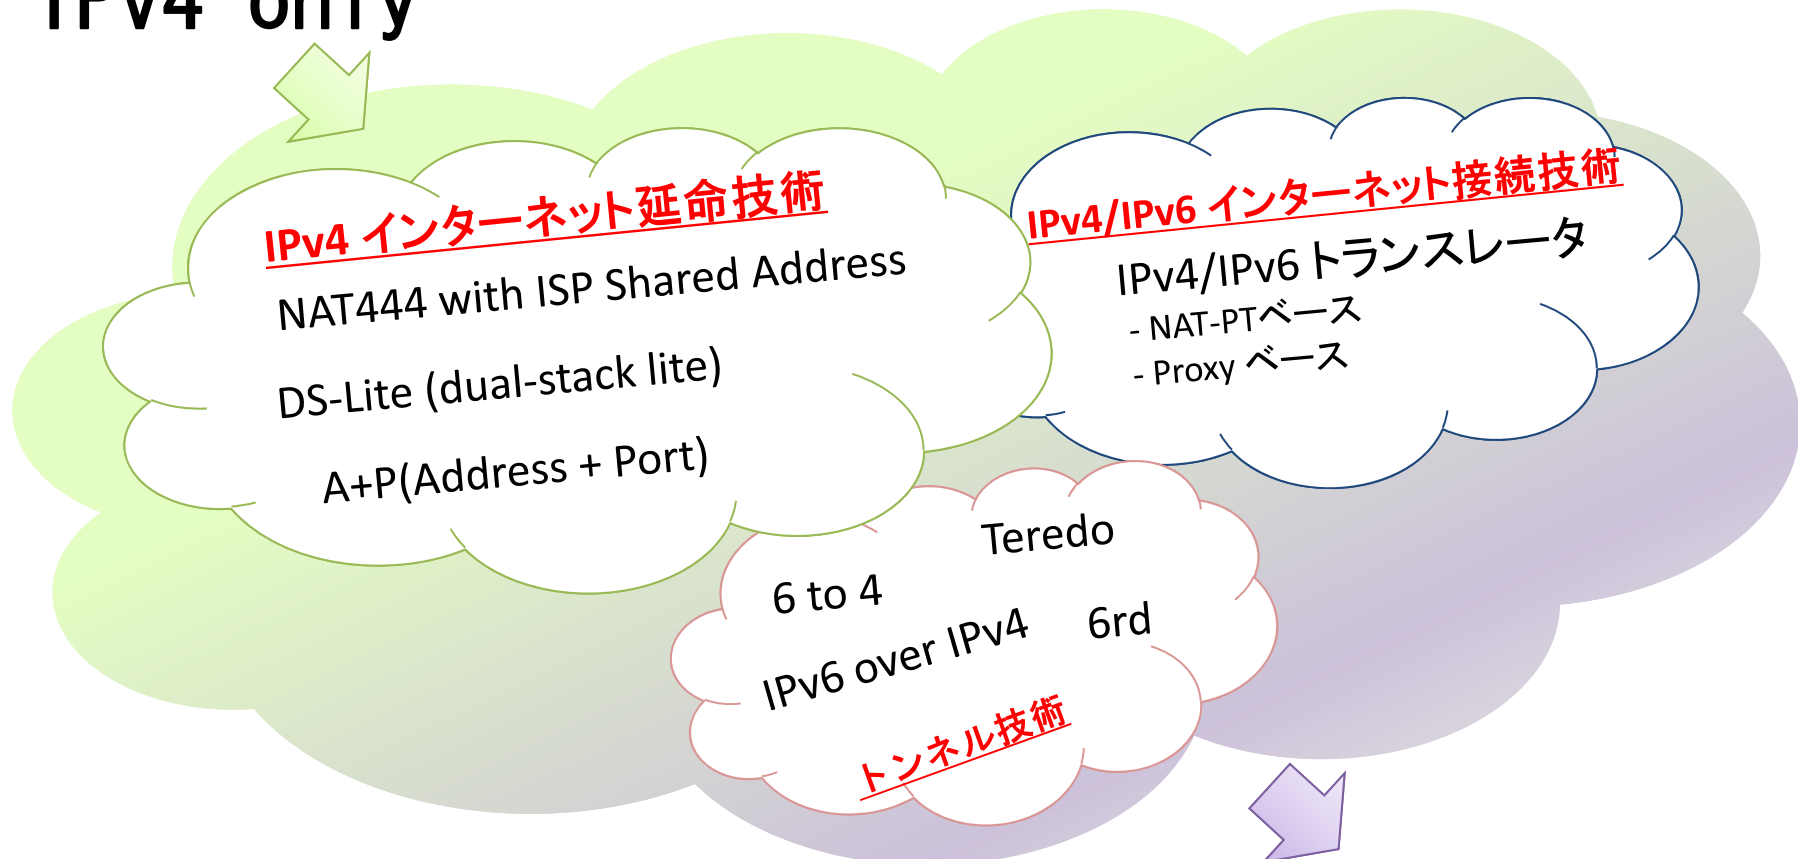 IPv4 only
IPv4 インターネット延命技術
NAT444 with ISP Shared Address
DS-Lite (dual-stack lite)
A+P(Address + Port)
IPv4/IPv6 インターネット接続技術
IPv4/IPv6 トランスレータ
- NAT-PTベース
- Proxy ベース
Teredo
6 to 4
6rd
IPv6 over IPv4
トンネル技術